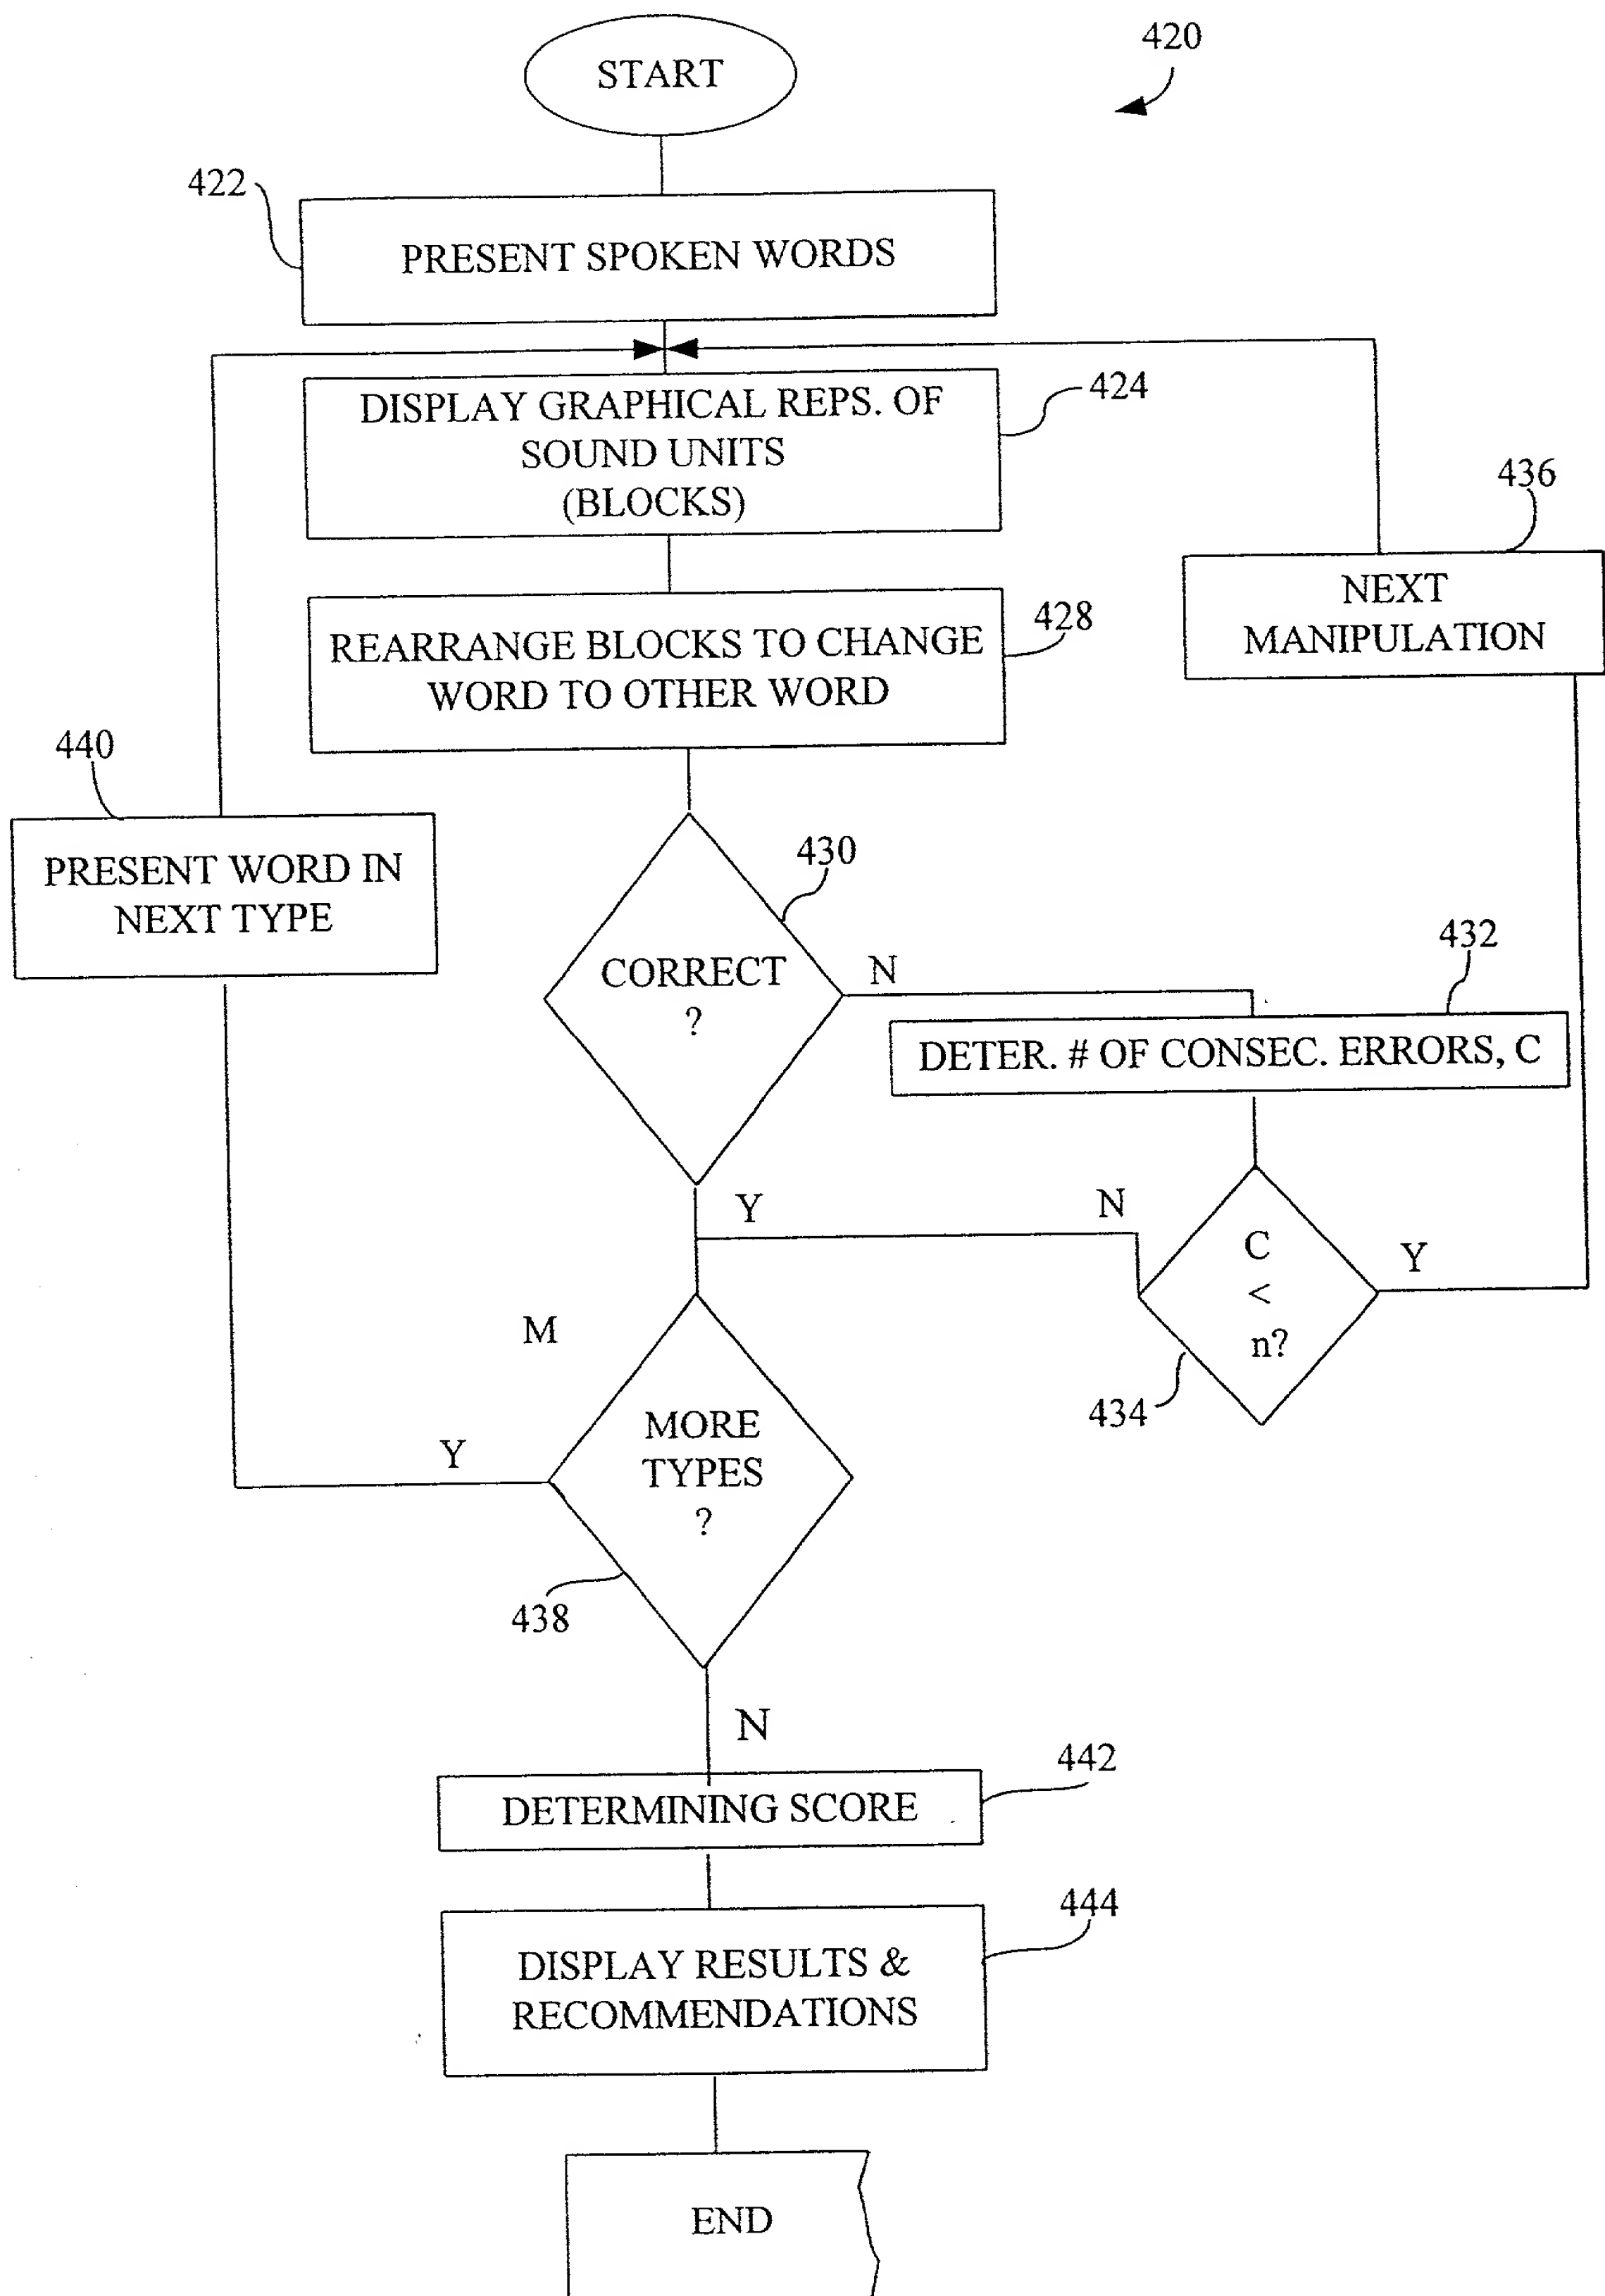 START
420
422
PRESENT SPOKEN WORDS
DISPLAY GRAPHICAL REPS. OF
SOUND UNITS
(BLOCKS)
424
436
NEXT
MANIPULATION
REARRANGE BLOCKS TO CHANGE
WORD TO OTHER WORD
428
440
PRESENT WORD IN
NEXT TYPE
430
CORRECT
?
N
432
DETER. # OF CONSEC. ERRORS, C
Y
N
C
<
n?
Y
434
M
MORE
TYPES
?
Y
438
N
442
DETERMINING SCORE
444
DISPLAY RESULTS &
RECOMMENDATIONS
END